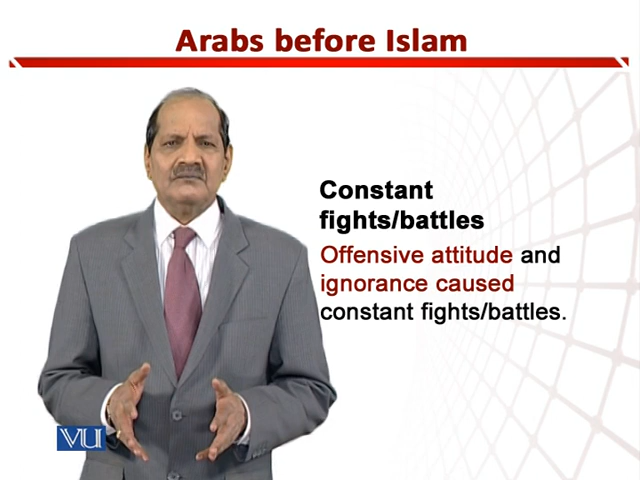 Arabs before Islam
Constant
fights/battles
Offensive attitude and
ignorance caused
constant fights/battles.
VU